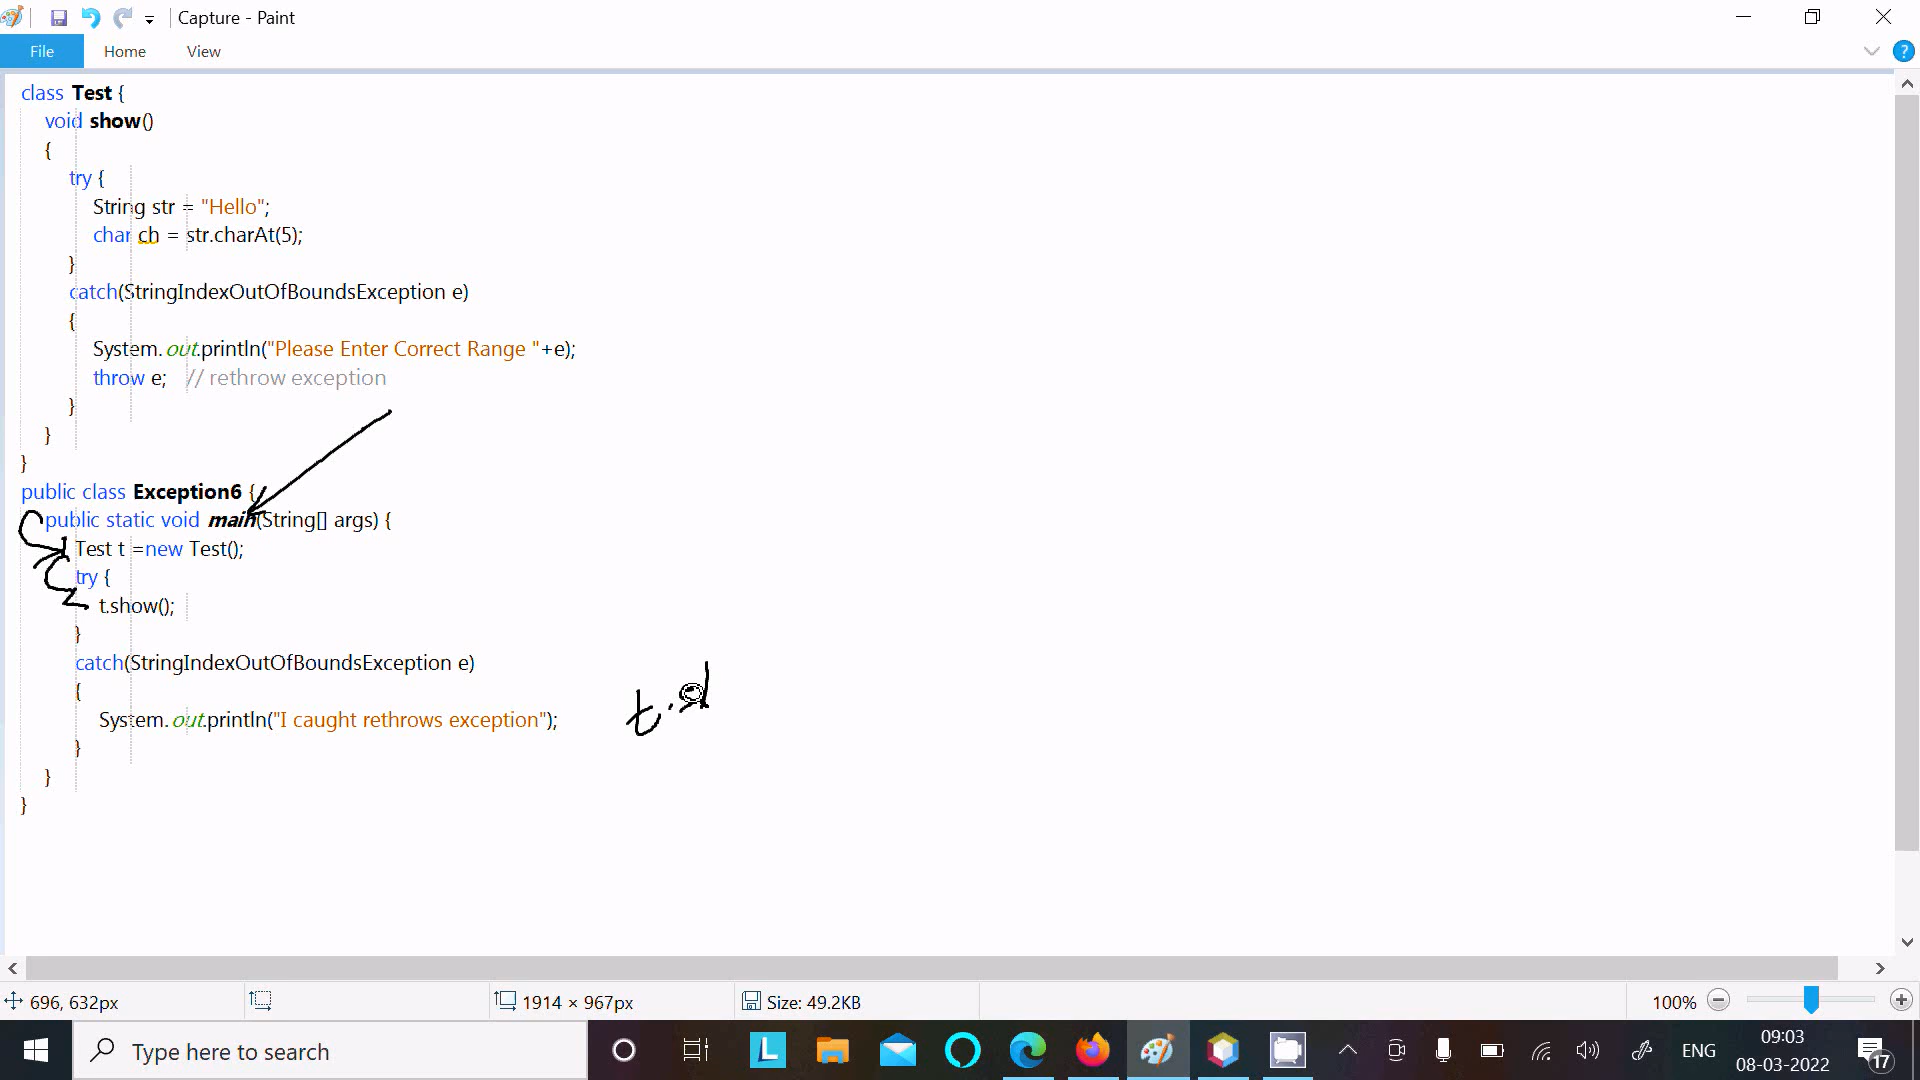 Capture - Paint
File Home View
class Test {
void show()
{
try {
String str = "Hello";
char ch = str.charAt(5);
}
catch(StringIndexOutOfBoundsException e)
{
System.out.println("Please Enter Correct Range "+e);
throw e; // rethrow exception
}
}
}
public class Exception6 {
public static void main(String[] args) {
Test t =new Test();
try {
t.show();
}
catch(StringIndexOutOfBoundsException e)
{
System.out.println("I caught rethrows exception");
}
}
}
696, 632px 1914 × 967px Size: 49.2KB 100%
Type here to search
L
ENG
09:03
08-03-2022
17